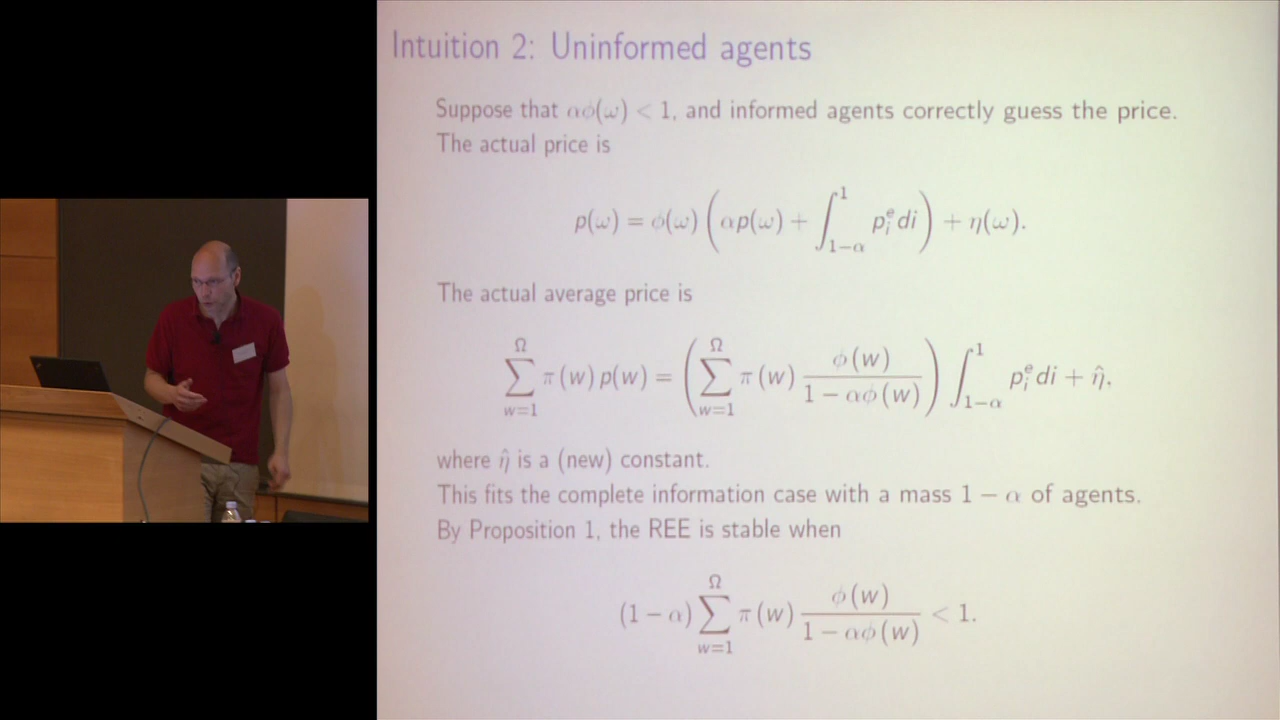 Intuition 2: Uninformed agents
Suppose that αϕ(ω) < 1, and informed agents correctly guess the price.
The actual price is
p(ω) = ϕ(ω) (αp(ω) + ∫_{1−α}^{1} p_i^e di) + η(ω).
The actual average price is
∑_{w=1}^{Ω} π(w) p(w) = (∑_{w=1}^{Ω} π(w) ϕ(w) / (1 − αϕ(w))) ∫_{1−α}^{1} p_i^e di + η̂,
where η̂ is a (new) constant.
This fits the complete information case with a mass 1 − α of agents.
By Proposition 1, the REE is stable when
(1 − α) ∑_{w=1}^{Ω} π(w) ϕ(w) / (1 − αϕ(w)) < 1.